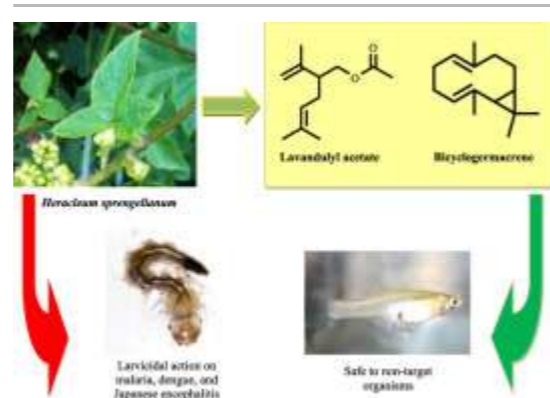 O
O
Lavandulyl acetate
Bicyclogermacrene
Heracleum sprengelianum
Larvicidal action on
malaria, dengue, and
Japanese encephalitis
Safe to non-target
organisms